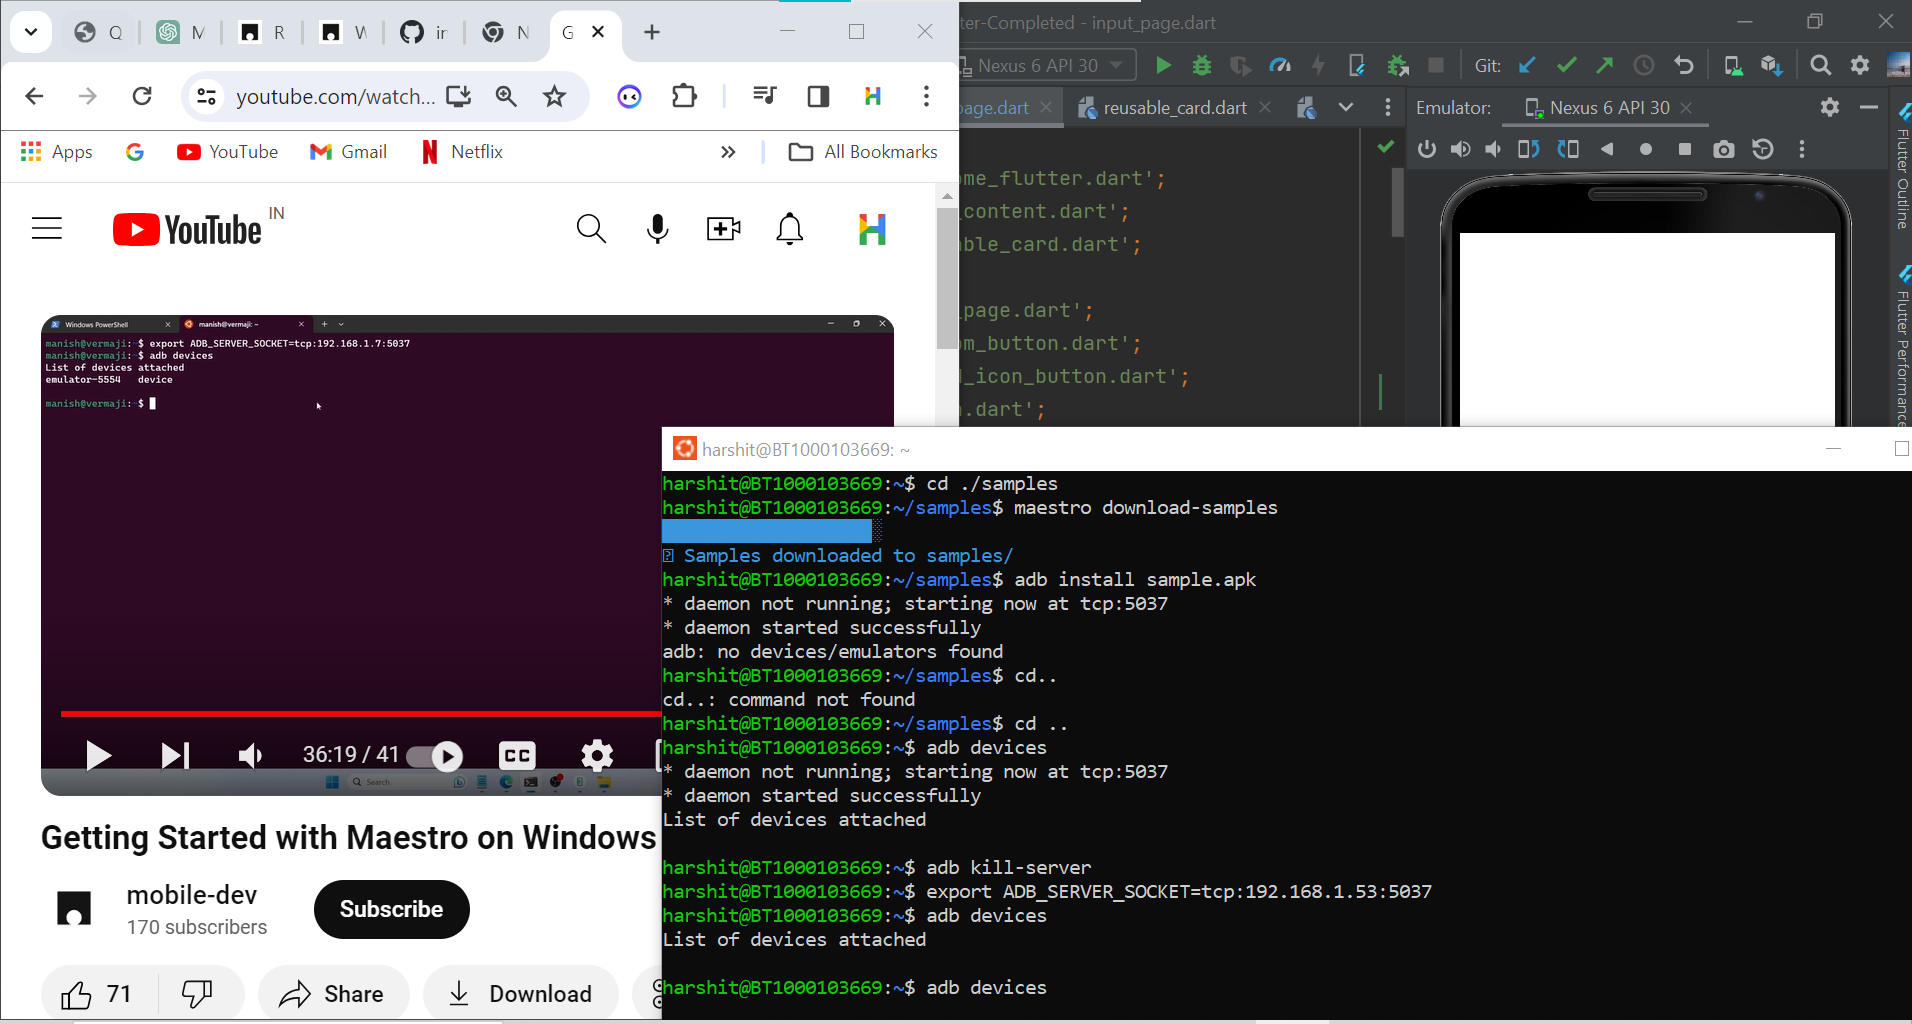 Q
M
R
W
ir
N
G
youtube.com/watch...
Apps
YouTube
Gmail
Netflix
All Bookmarks
YouTube IN
Windows PowerShell
manish@vermaji: ~
manish@vermaji:~$ export ADB_SERVER_SOCKET=tcp:192.168.1.7:5037
manish@vermaji:~$ adb devices
List of devices attached
emulator-5554 device
manish@vermaji:~$
36:19 / 41
CC
Search
Getting Started with Maestro on Windows
mobile-dev
170 subscribers
Subscribe
71
Share
Download
ter-Completed - input_page.dart
Nexus 6 API 30
Git:
page.dart
reusable_card.dart
Emulator:
Nexus 6 API 30
ome_flutter.dart';
_content.dart';
able_card.dart';
_page.dart';
om_button.dart';
d_icon_button.dart';
n.dart';
Flutter Outline
Flutter Performance
harshit@BT1000103669: ~
harshit@BT1000103669:~$ cd ./samples
harshit@BT1000103669:~/samples$ maestro download-samples
Samples downloaded to samples/
harshit@BT1000103669:~/samples$ adb install sample.apk
* daemon not running; starting now at tcp:5037
* daemon started successfully
adb: no devices/emulators found
harshit@BT1000103669:~/samples$ cd..
cd..: command not found
harshit@BT1000103669:~/samples$ cd ..
harshit@BT1000103669:~$ adb devices
* daemon not running; starting now at tcp:5037
* daemon started successfully
List of devices attached
harshit@BT1000103669:~$ adb kill-server
harshit@BT1000103669:~$ export ADB_SERVER_SOCKET=tcp:192.168.1.53:5037
harshit@BT1000103669:~$ adb devices
List of devices attached
harshit@BT1000103669:~$ adb devices